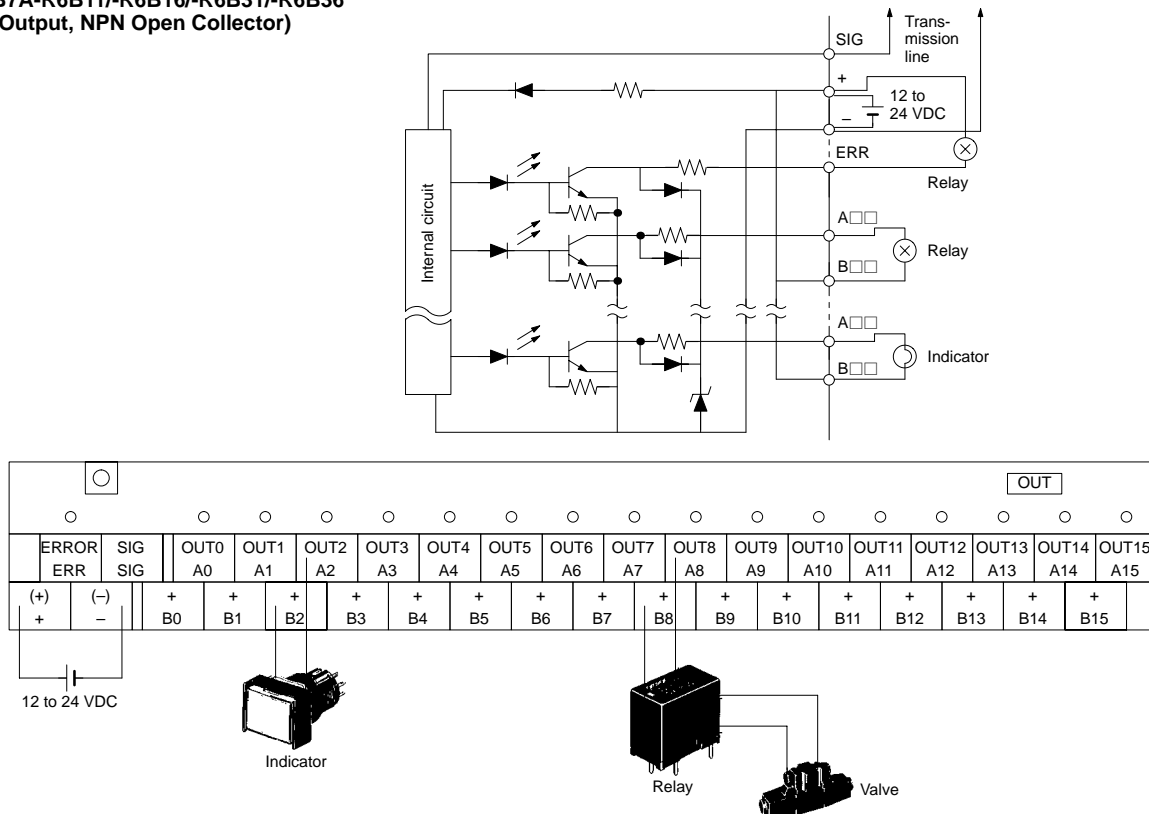 B7A-R6B11/-R6B16/-R6B31/-R6B36
Output, NPN Open Collector)
SIG
Trans-
mission
line
+
12 to
24 VDC
–
ERR
Relay
Internal circuit
A□□
Relay
B□□
A□□
Indicator
B□□
OUT
ERROR SIG OUT0 OUT1 OUT2 OUT3 OUT4 OUT5 OUT6 OUT7 OUT8 OUT9 OUT10 OUT11 OUT12 OUT13 OUT14 OUT15
ERR SIG A0 A1 A2 A3 A4 A5 A6 A7 A8 A9 A10 A11 A12 A13 A14 A15
(+) (–) + + + + + + + + + + + + + + + +
+ – B0 B1 B2 B3 B4 B5 B6 B7 B8 B9 B10 B11 B12 B13 B14 B15
12 to 24 VDC
Indicator
Relay
Valve